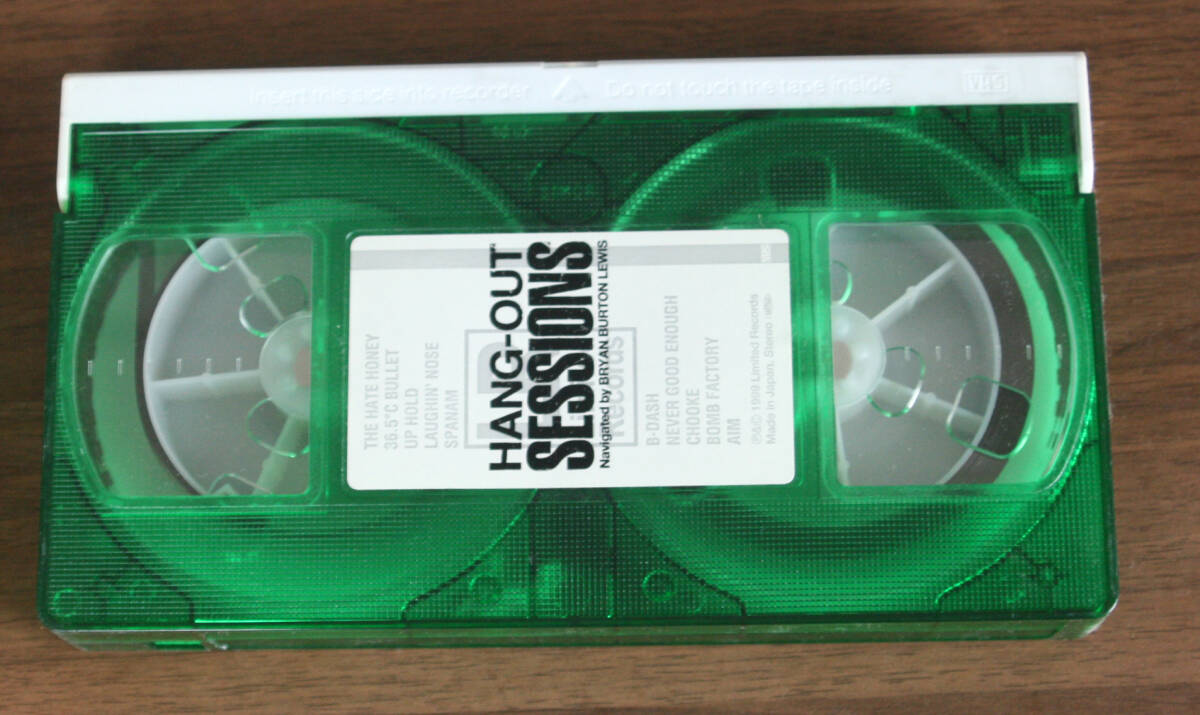 Insert this side into recorder Do not touch the tape inside VHS
THE HATE HONEY
36.5°C BULLET
UP HOLD
LAUGHIN' NOSE
SPANAM
HANG-OUT
SESSIONS
Navigated by BRYAN BURTON LEWIS
Records
B-DASH
NEVER GOOD ENOUGH
CROOKE
BOMB FACTORY
AIM
℗&© 1999 Limited Records
Made in Japan. Stereo